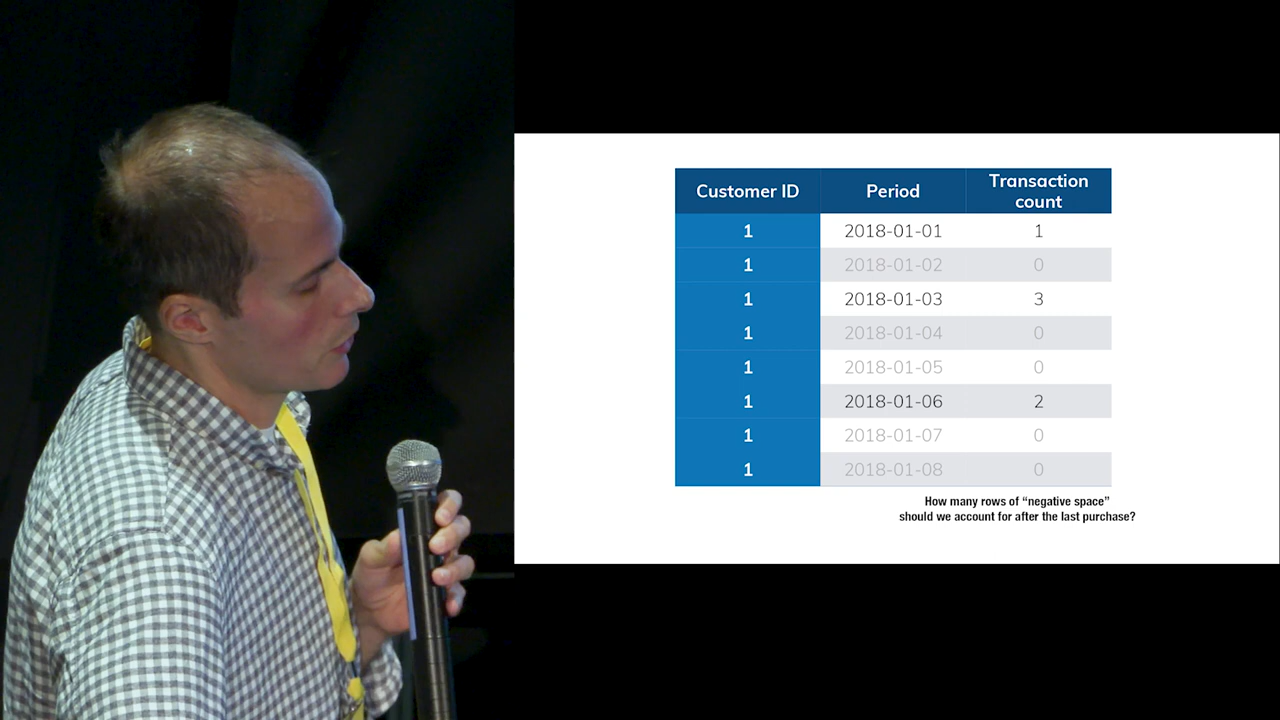 Customer ID Period Transaction count
1 2018-01-01 1
1 2018-01-02 0
1 2018-01-03 3
1 2018-01-04 0
1 2018-01-05 0
1 2018-01-06 2
1 2018-01-07 0
1 2018-01-08 0
How many rows of “negative space”
should we account for after the last purchase?